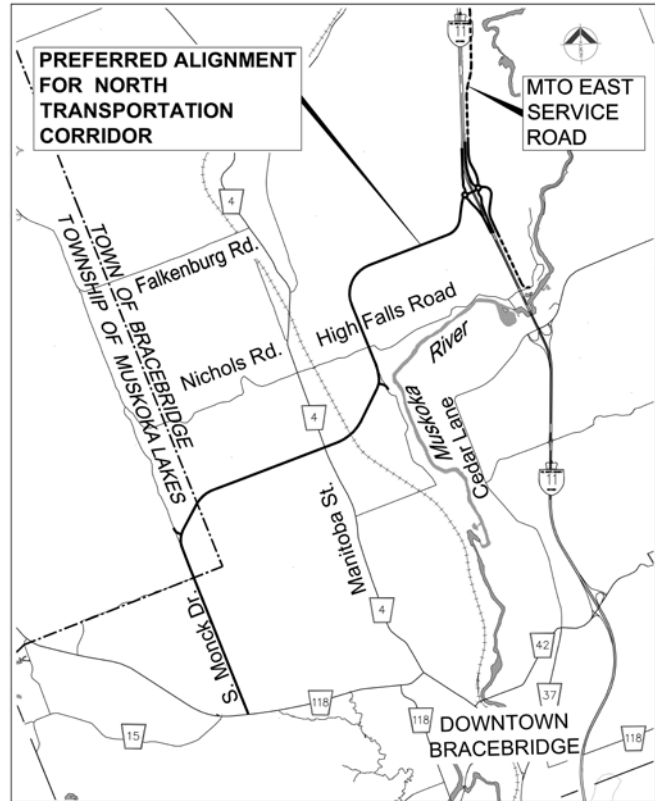 PREFERRED ALIGNMENT
FOR NORTH
TRANSPORTATION
CORRIDOR
11
MTO EAST
SERVICE
ROAD
4
Falkenburg Rd.
TOWN OF BRACEBRIDGE
TOWNSHIP OF MUSKOKA LAKES
High Falls Road
Nichols Rd.
Muskoka River
Cedar Lane
4
11
Manitoba St.
S. Monck Dr.
4
42
37
118
118
15
118
DOWNTOWN
BRACEBRIDGE